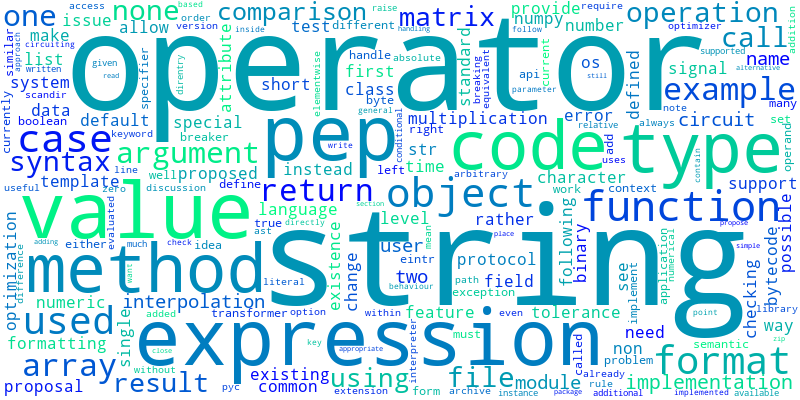 access based none comparison provide operation
one issue allow order test version different matrix numpy number raise optimizer require call
make inside follow
similar approach circuiting operator addition
currently list written given read specifier direntry attribute handle absolute elementwise standard current breaking equivalent api os signal defined supported still example name
system scandir short first class parameter
data boolean keyword default special breaker byte general conditional multiplication error relative circuit note many
case line pep str right left add code type contain always set operand
syntax argument instead time character uses
template zero well proposed define arbitrary work context support
useful discussion return object
evaluated language directly section level rather following function possible
value true ast existence mean user binary propose
either much check idea eintr two protocol see application numerical simple bytecode
optimization difference adding want method literal change path field implement place checking
behaviour string exception
numeric interpolation feature tolerance called point library
used added transformer option within even need semantic way
formatting single expression key must interpreter non problem format zip
array without close appropriate file module already rule implementation
proposal pyc result existing common using extension form archive instance package additional implemented available